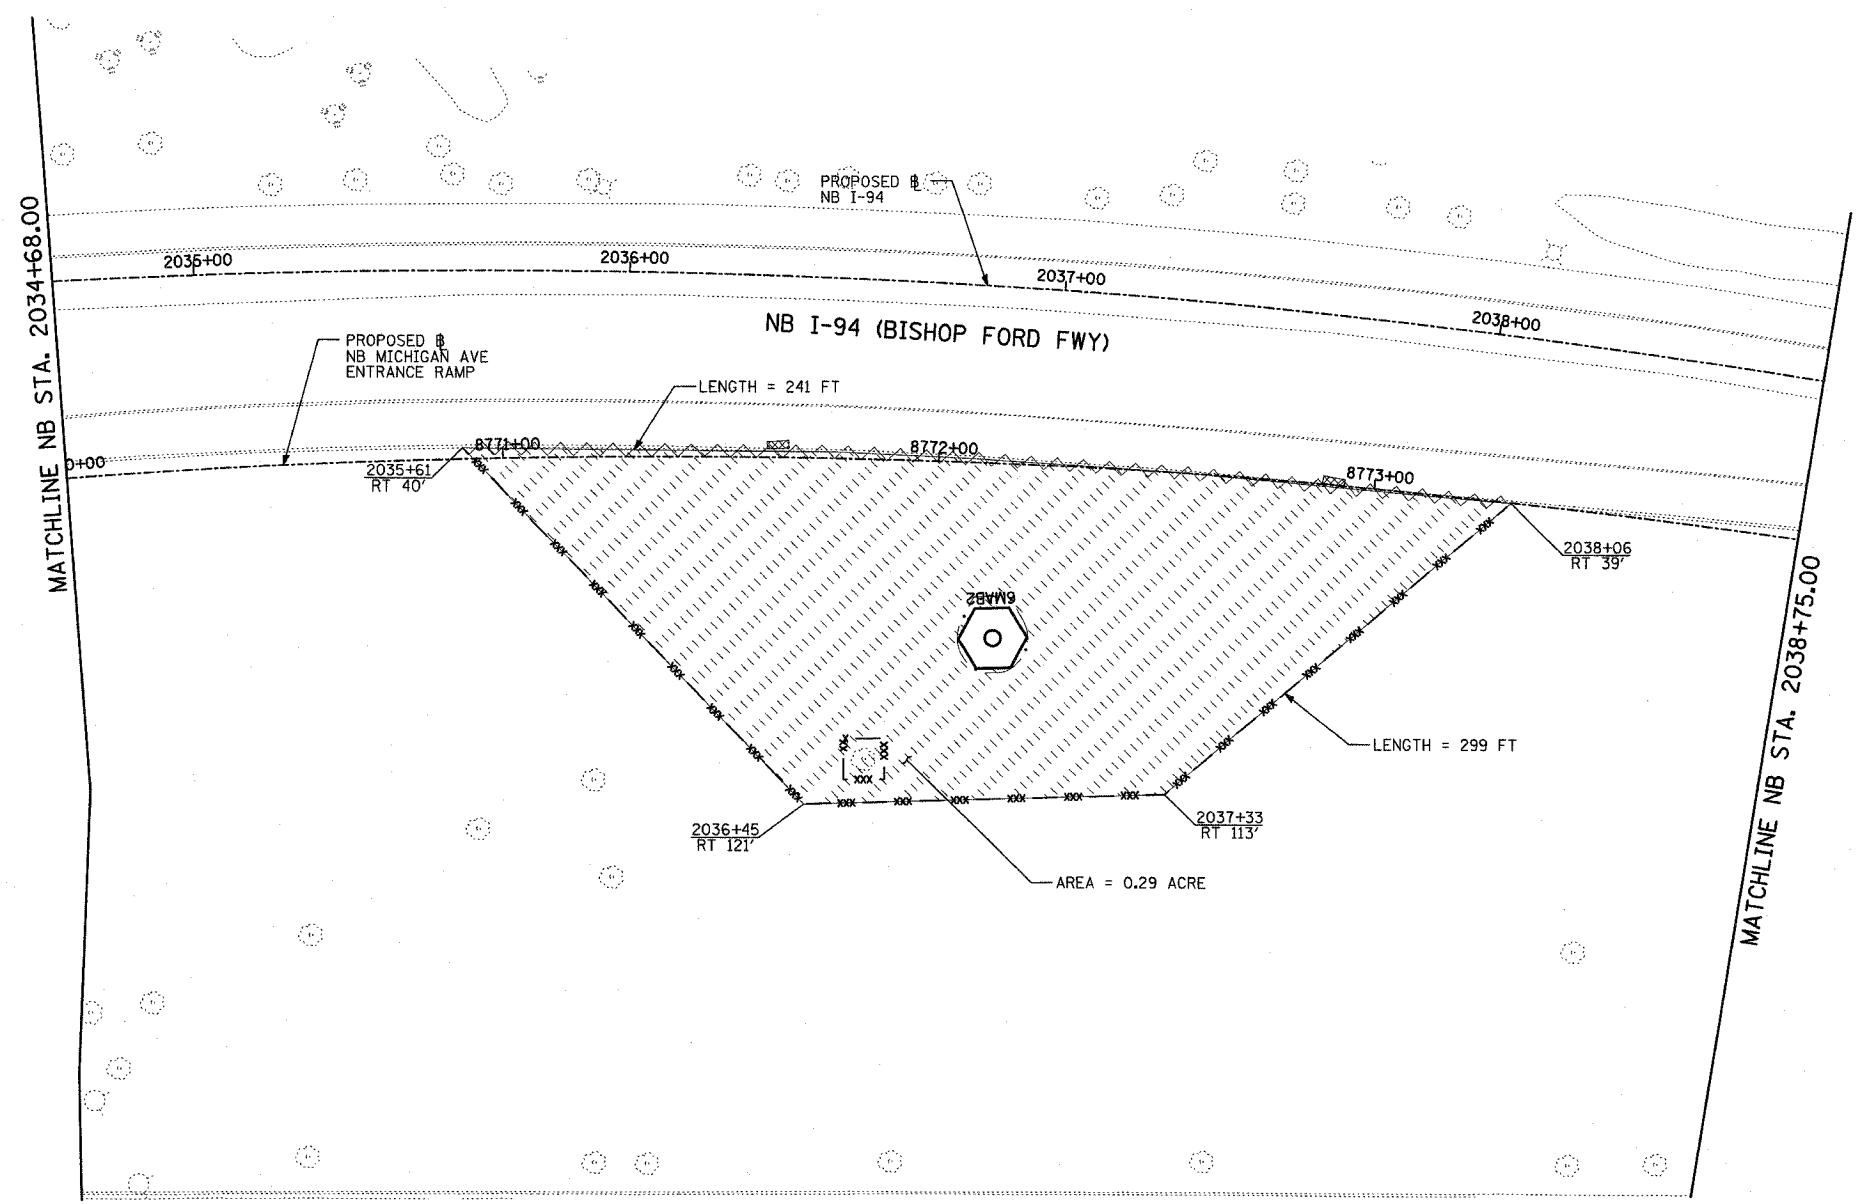 MATCHLINE NB STA. 2034+68.00
PROPOSED ℄
NB I-94
2035+00
2036+00
2037+00
2038+00
NB I-94 (BISHOP FORD FWY)
PROPOSED ℄
NB MICHIGAN AVE
ENTRANCE RAMP
LENGTH = 241 FT
0+00
8771+00
8772+00
8773+00
2035+61
RT 40'
2038+06
RT 39'
6MAB2
LENGTH = 299 FT
2036+45
RT 121'
2037+33
RT 113'
AREA = 0.29 ACRE
MATCHLINE NB STA. 2038+75.00